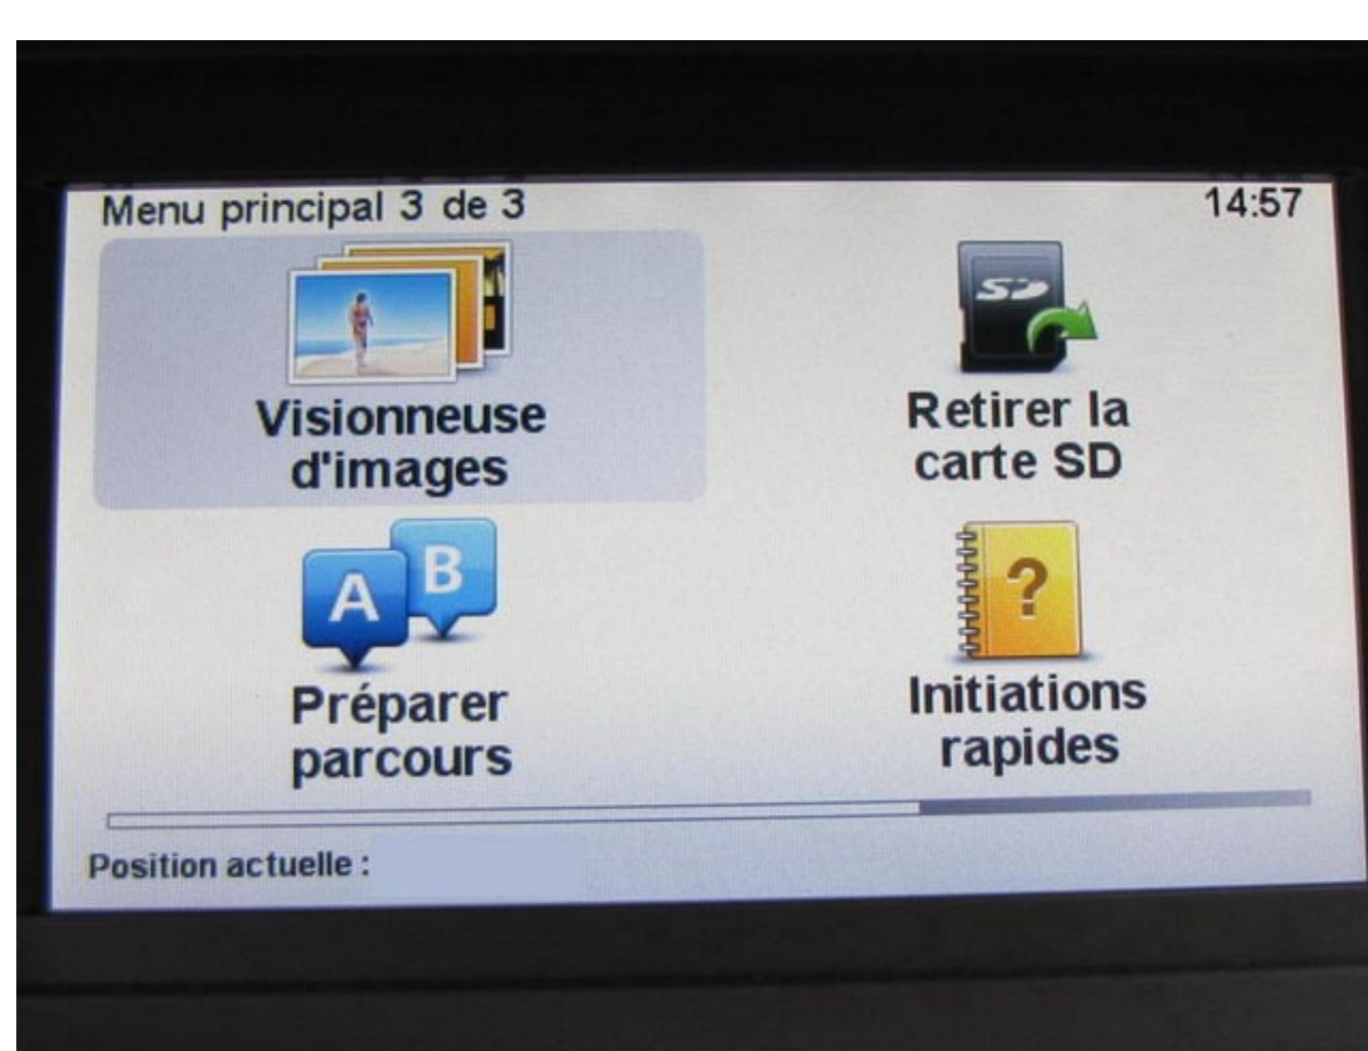 Menu principal 3 de 3
14:57
SD
Visionneuse
d'images
Retirer la
carte SD
A
B
?
Préparer
parcours
Initiations
rapides
Position actuelle :